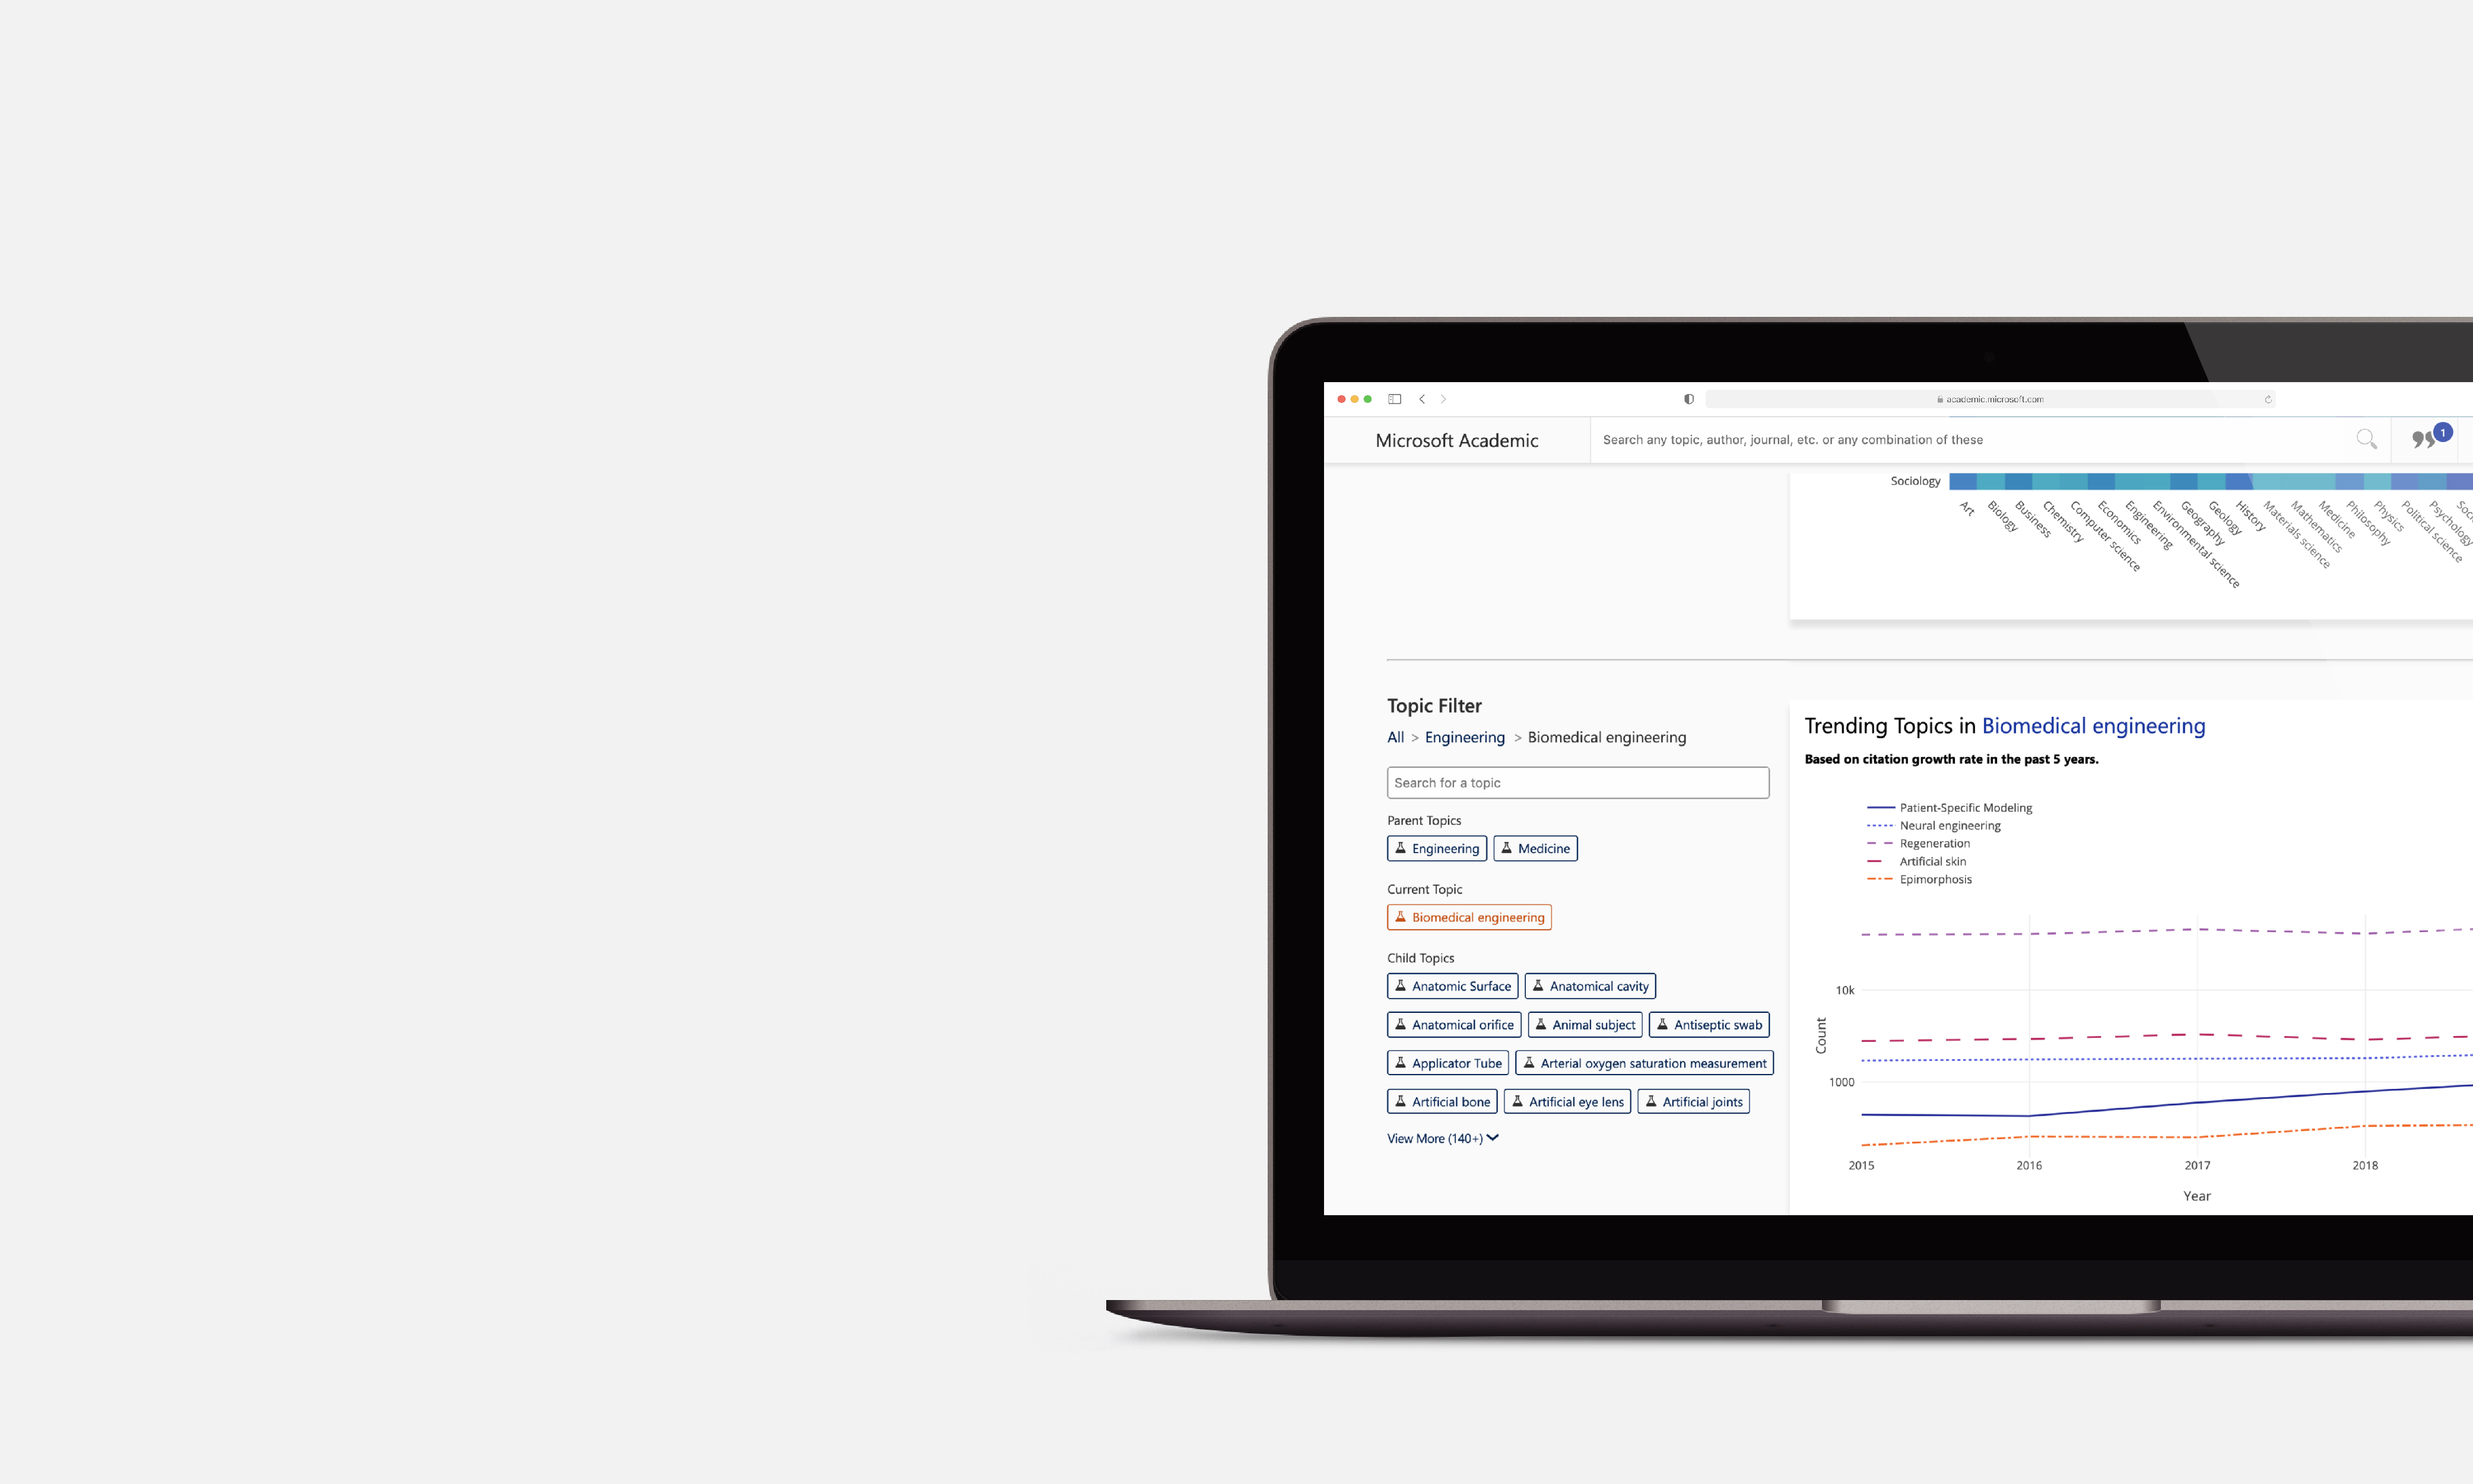 academic.microsoft.com
Microsoft Academic
Search any topic, author, journal, etc. or any combination of these
1
Sociology
Art
Biology
Business
Chemistry
Computer science
Economics
Engineering
Environmental science
Geography
Geology
History
Materials science
Mathematics
Medicine
Philosophy
Physics
Political science
Psychology
Topic Filter
All > Engineering > Biomedical engineering
Search for a topic
Parent Topics
Engineering Medicine
Current Topic
Biomedical engineering
Child Topics
Anatomic Surface Anatomical cavity
Anatomical orifice Animal subject Antiseptic swab
Applicator Tube Arterial oxygen saturation measurement
Artificial bone Artificial eye lens Artificial joints
View More (140+)
Trending Topics in Biomedical engineering
Based on citation growth rate in the past 5 years.
Patient-Specific Modeling
Neural engineering
Regeneration
Artificial skin
Epimorphosis
10k
Count
1000
2015 2016 2017 2018
Year